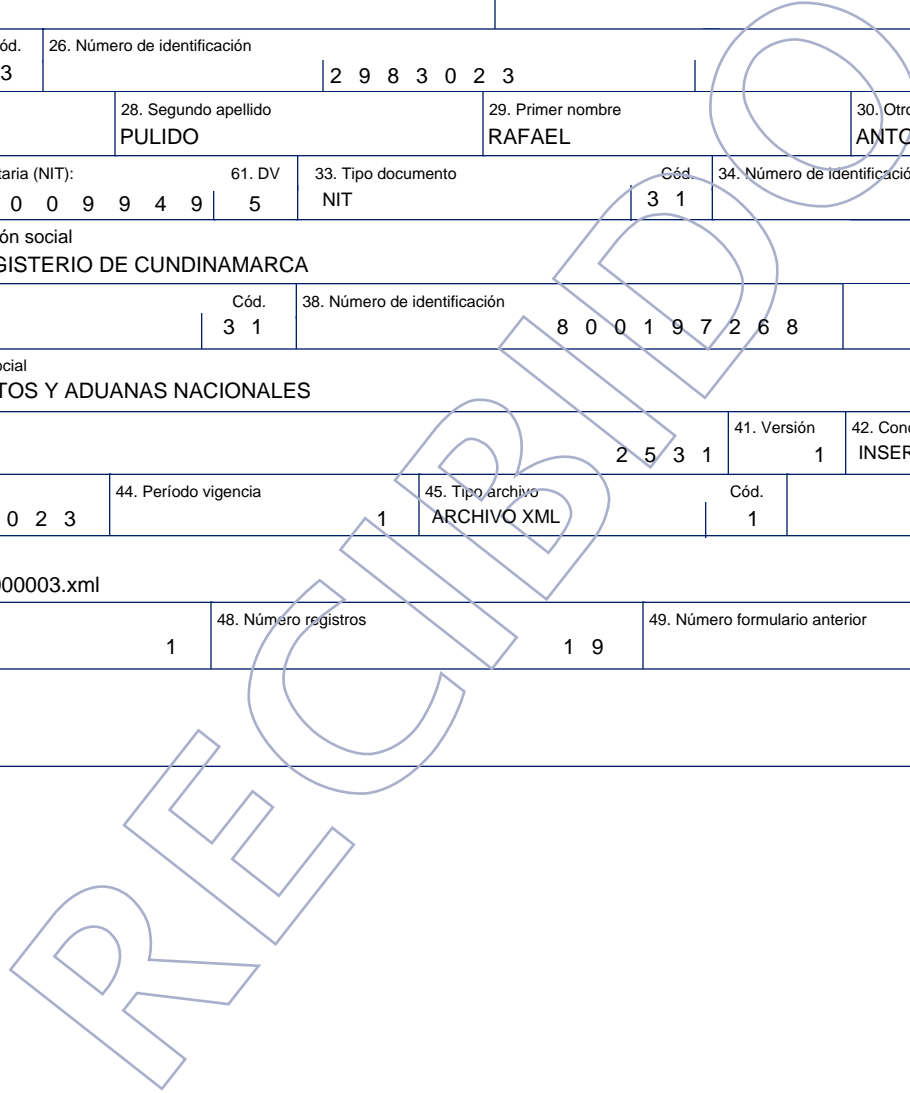 ód. 26. Número de identificación
3 2 9 8 3 0 2 3
28. Segundo apellido 29. Primer nombre 30. Otro
PULIDO RAFAEL ANTO
taria (NIT): 61. DV 33. Tipo documento Cód. 34. Número de identificació
0 0 9 9 4 9 5 NIT 3 1
ón social
GISTERIO DE CUNDINAMARCA
Cód. 38. Número de identificación
3 1 8 0 0 1 9 7 2 6 8
ocial
TOS Y ADUANAS NACIONALES
41. Versión 42. Conc
2 5 3 1 1 INSER
44. Período vigencia 45. Tipo archivo Cód.
0 2 3 1 ARCHIVO XML 1
000003.xml
48. Número registros 49. Número formulario anterior
1 1 9
RECIBIDO